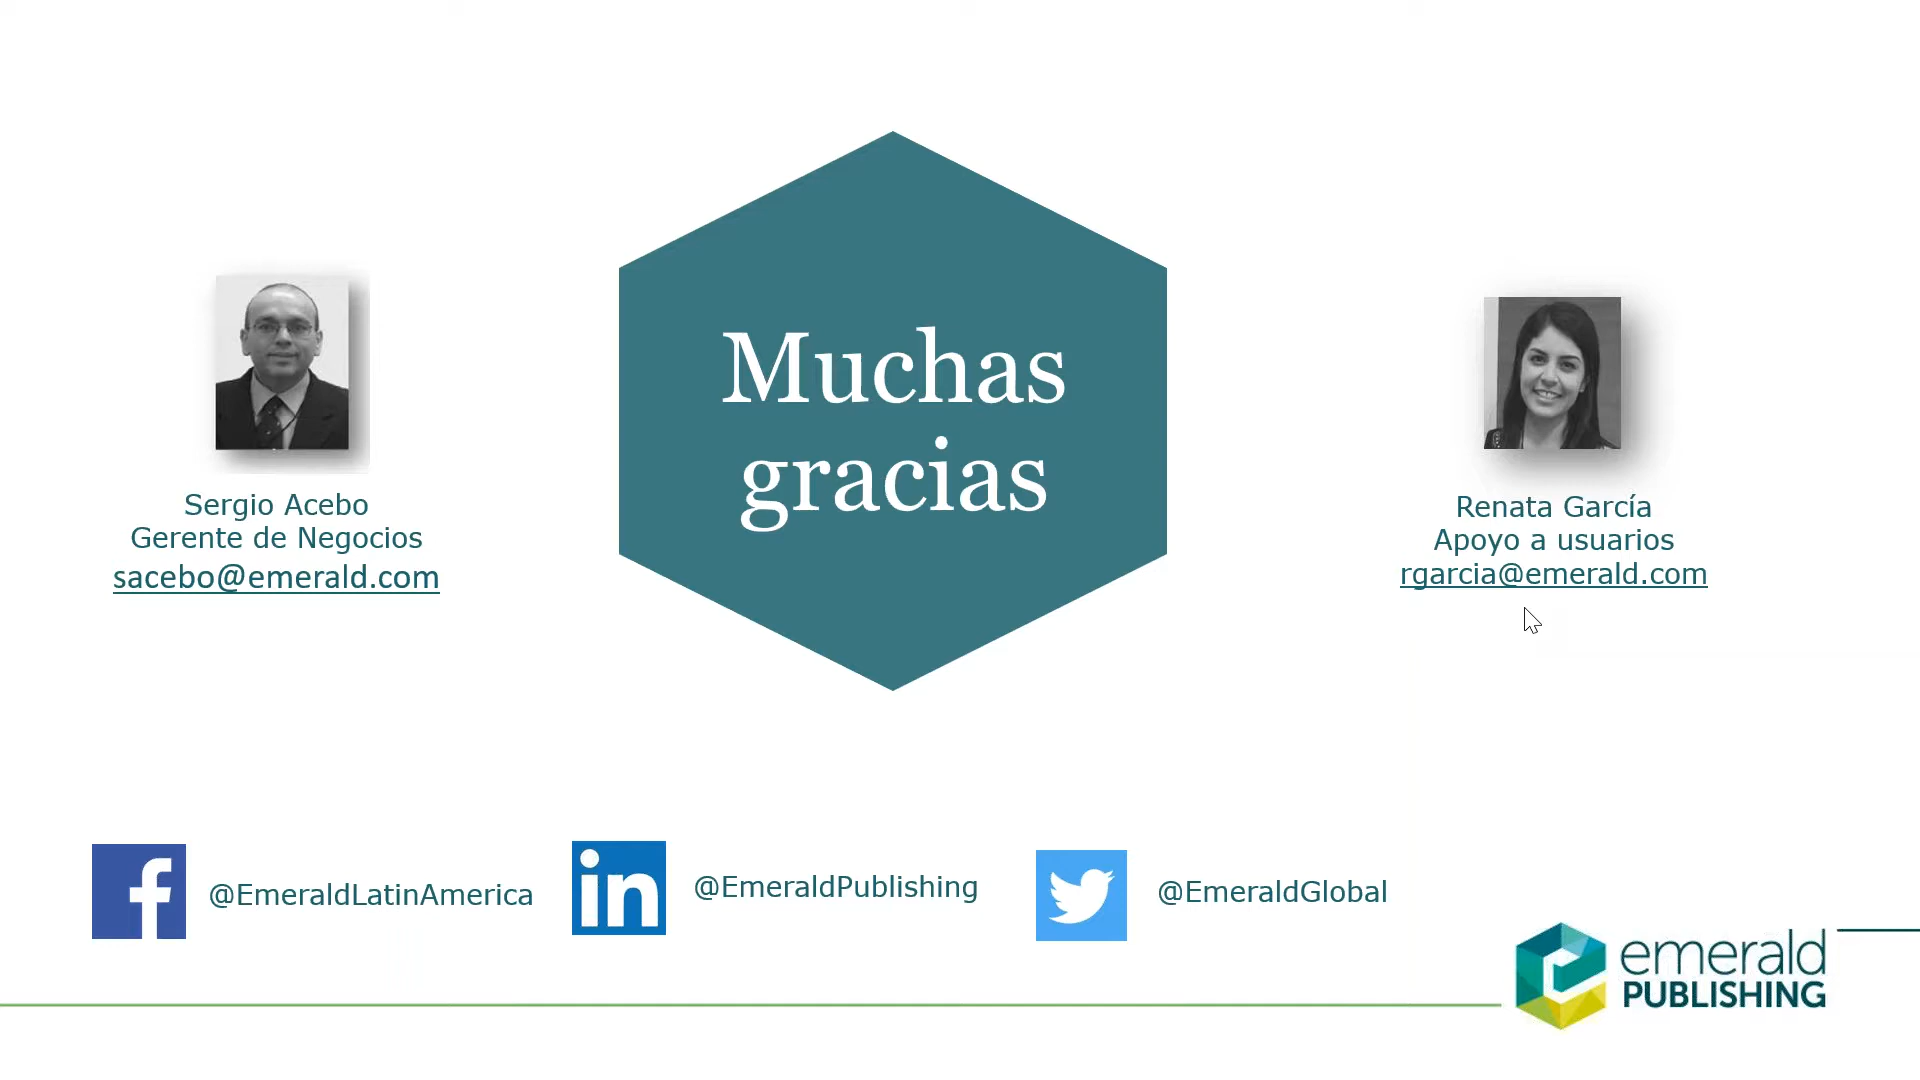 Muchas
gracias
Sergio Acebo
Gerente de Negocios
sacebo@emerald.com
Renata García
Apoyo a usuarios
rgarcia@emerald.com
@EmeraldLatinAmerica
in
@EmeraldPublishing
@EmeraldGlobal
emerald
PUBLISHING